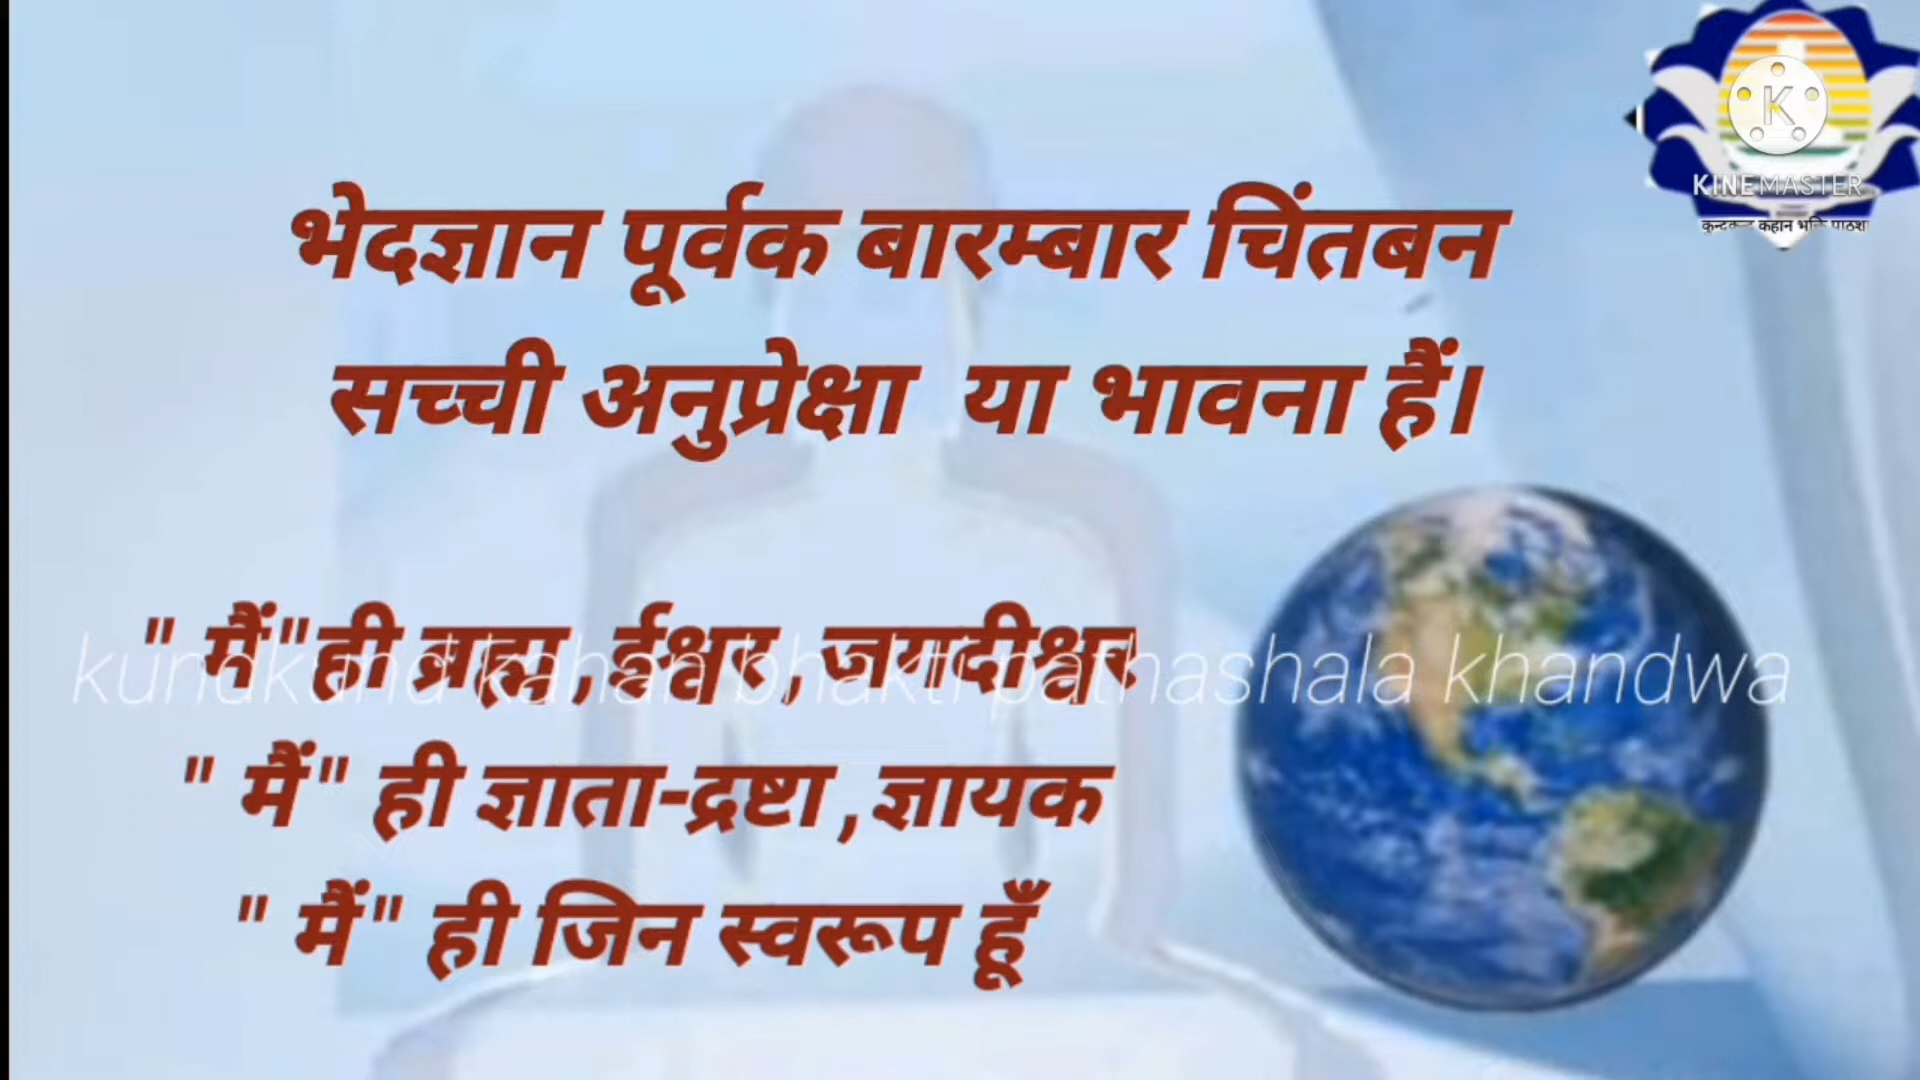 KINEMASTER
भेदज्ञान पूर्वक बारम्बार चिंतबन
सच्ची अनुप्रेक्षा या भावना हैं।
" मैं"ही ब्रह्म ,ईश्वर ,जगदीश्वर
kundkund kahan bhakti pathashala khandwa
" मैं" ही ज्ञाता-द्रष्टा ,ज्ञायक
" मैं" ही जिन स्वरूप हूँ